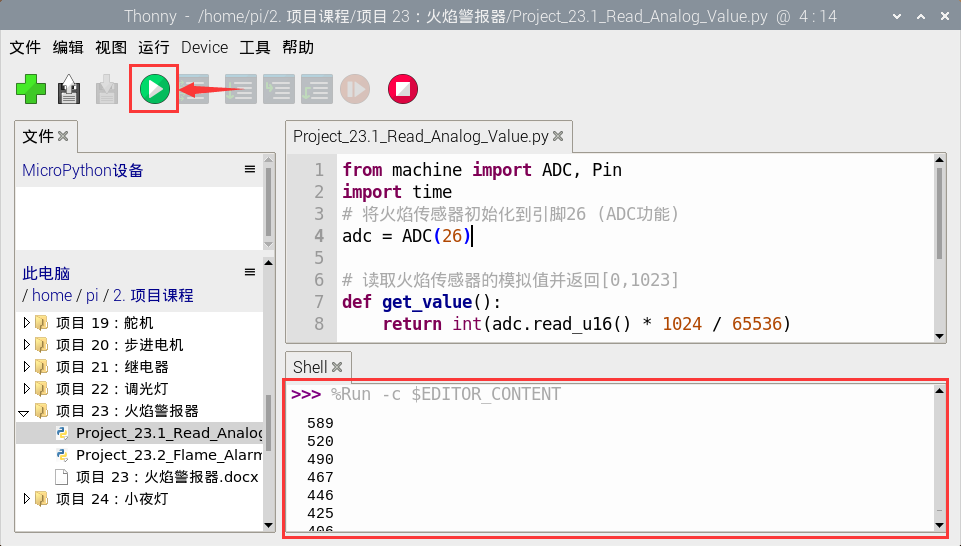 Thonny - /home/pi/2. 项目课程/项目 23：火焰警报器/Project_23.1_Read_Analog_Value.py @ 4:14
文件 编辑 视图 运行 Device 工具 帮助
文件
MicroPython设备
此电脑
/ home / pi / 2. 项目课程
项目 19：舵机
项目 20：步进电机
项目 21：继电器
项目 22：调光灯
项目 23：火焰警报器
Project_23.1_Read_Analog
Project_23.2_Flame_Alarm
项目 23：火焰警报器.docx
项目 24：小夜灯
Project_23.1_Read_Analog_Value.py
1 from machine import ADC, Pin
2 import time
3 # 将火焰传感器初始化到引脚26 (ADC功能)
4 adc = ADC(26)
5
6 # 读取火焰传感器的模拟值并返回[0,1023]
7 def get_value():
8 return int(adc.read_u16() * 1024 / 65536)
Shell
>>> %Run -c $EDITOR_CONTENT
589
520
490
467
446
425
406